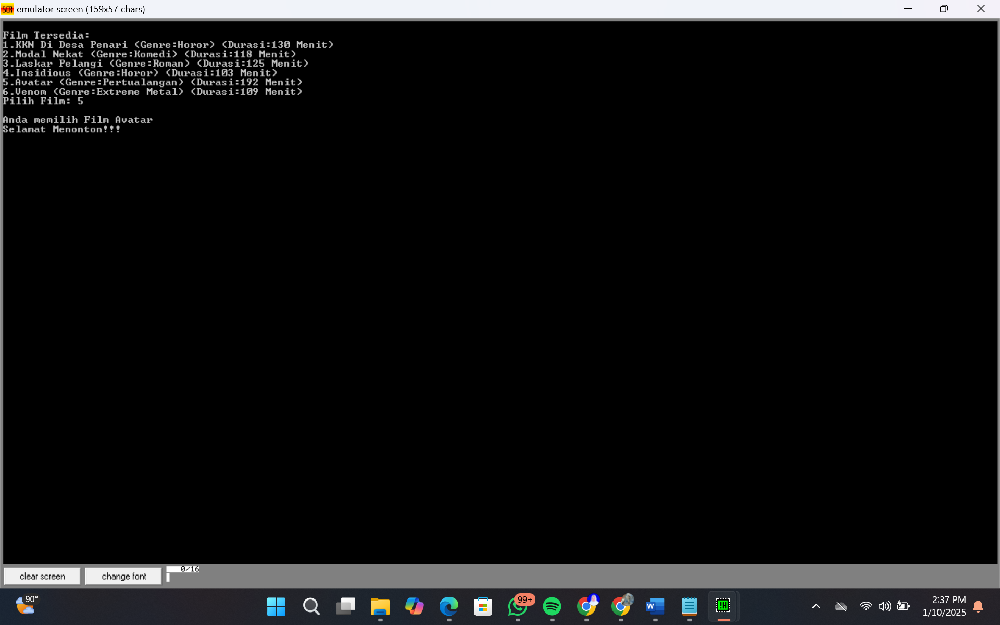 SCR emulator screen (159x57 chars)
Film Tersedia:
1.KKN Di Desa Penari (Genre:Horor) (Durasi:130 Menit)
2.Modal Nekat (Genre:Komedi) (Durasi:118 Menit)
3.Laskar Pelangi (Genre:Roman) (Durasi:125 Menit)
4.Insidious (Genre:Horor) (Durasi:103 Menit)
5.Avatar (Genre:Pertualangan) (Durasi:192 Menit)
6.Venom (Genre:Extreme Metal) (Durasi:109 Menit)
Pilih Film: 5
Anda memilih Film Avatar
Selamat Menonton!!!
clear screen change font 0/16
90° 99+ W 2:37 PM
1/10/2025